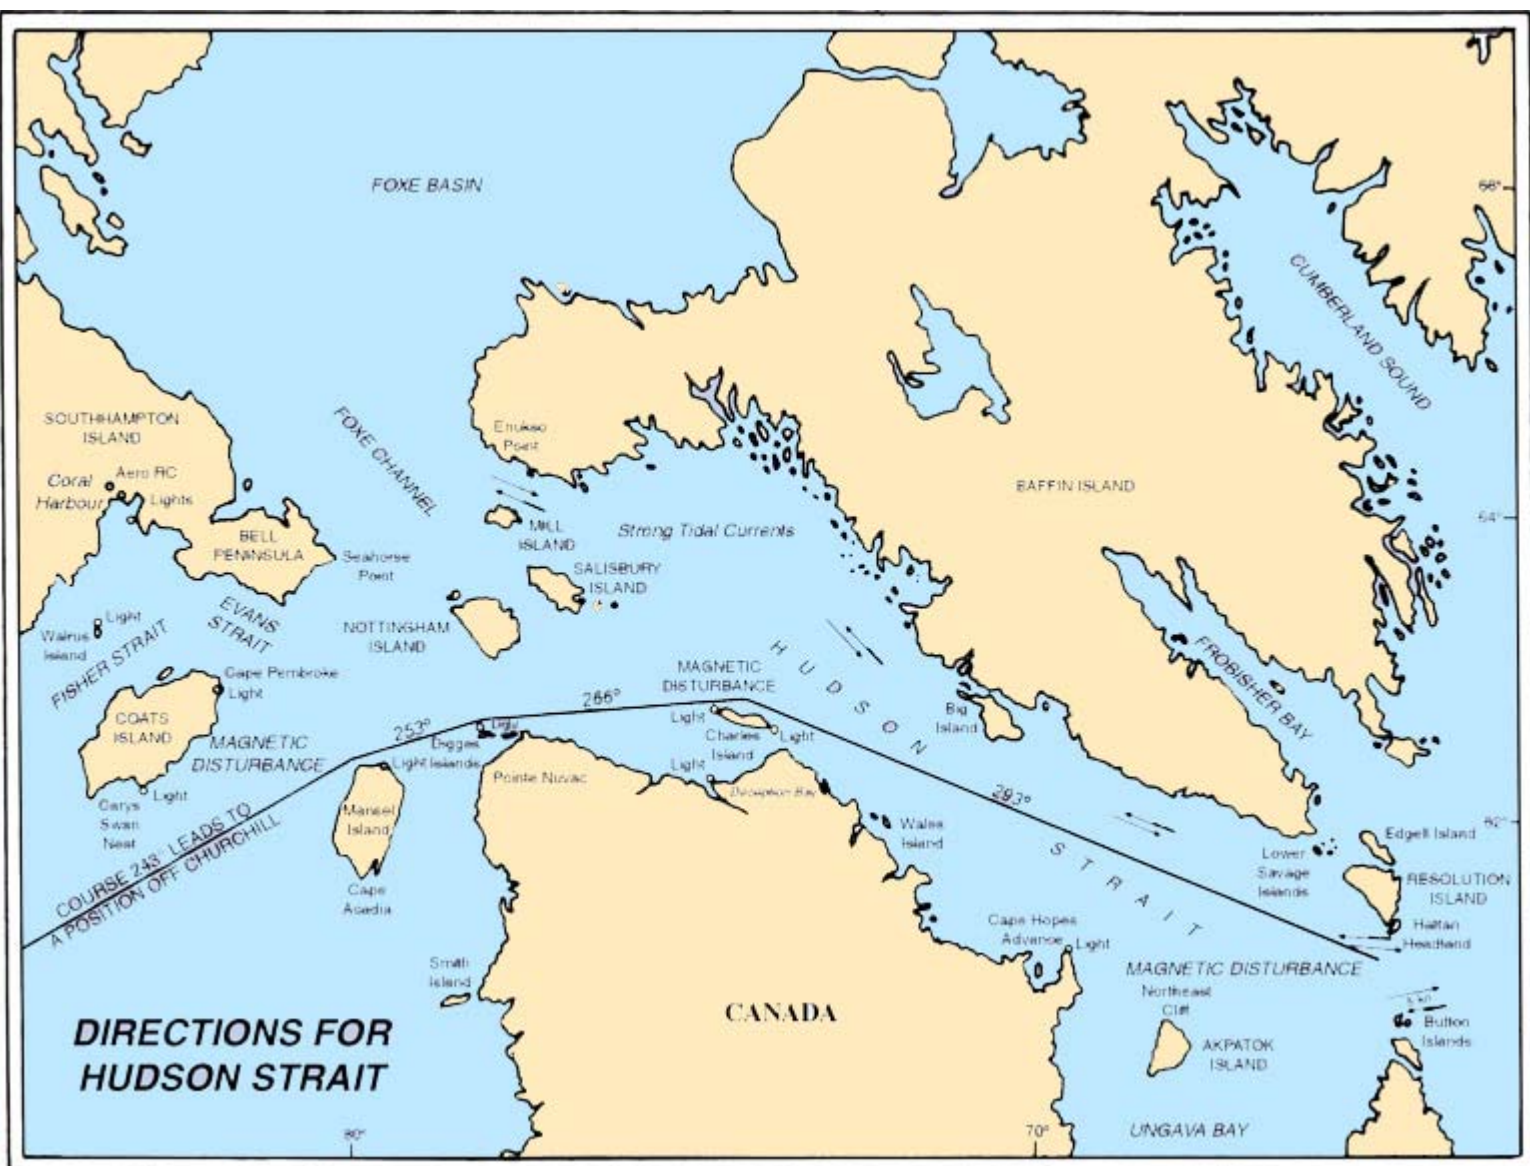 FOXE BASIN
66°
CUMBERLAND SOUND
SOUTHHAMPTON
ISLAND
FOXE CHANNEL
Enukso
Point
Coral
Harbour
Aero RC
Lights
BAFFIN ISLAND
64°
BELL
PENINSULA
Seahorse
Point
MILL
ISLAND
Strong Tidal Currents
SALISBURY
ISLAND
Light
Walrus
Island
FISHER STRAIT
EVANS
STRAIT
NOTTINGHAM
ISLAND
HUDSON
FROBISHER BAY
Cape Pembroke
Light
MAGNETIC
DISTURBANCE
266°
253°
Light
Light
Charles
Island
Light
Big
Island
COATS
ISLAND
MAGNETIC
DISTURBANCE
Digges
Islands
Light
Pointe Nuvac
Light
Deception Bay
293°
Light
Carys
Swan
Nest
Mansel
Island
Wales
Island
62°
Edgell Island
COURSE 243° LEADS TO
A POSITION OFF CHURCHILL
STRAIT
Lower
Savage
Islands
RESOLUTION
ISLAND
Cape
Acadia
Cape Hopes
Advance
Light
Hattan
Headland
Smith
Island
MAGNETIC DISTURBANCE
Northeast
Cliff
CANADA
Button
Islands
AKPATOK
ISLAND
DIRECTIONS FOR
HUDSON STRAIT
80°
70°
UNGAVA BAY